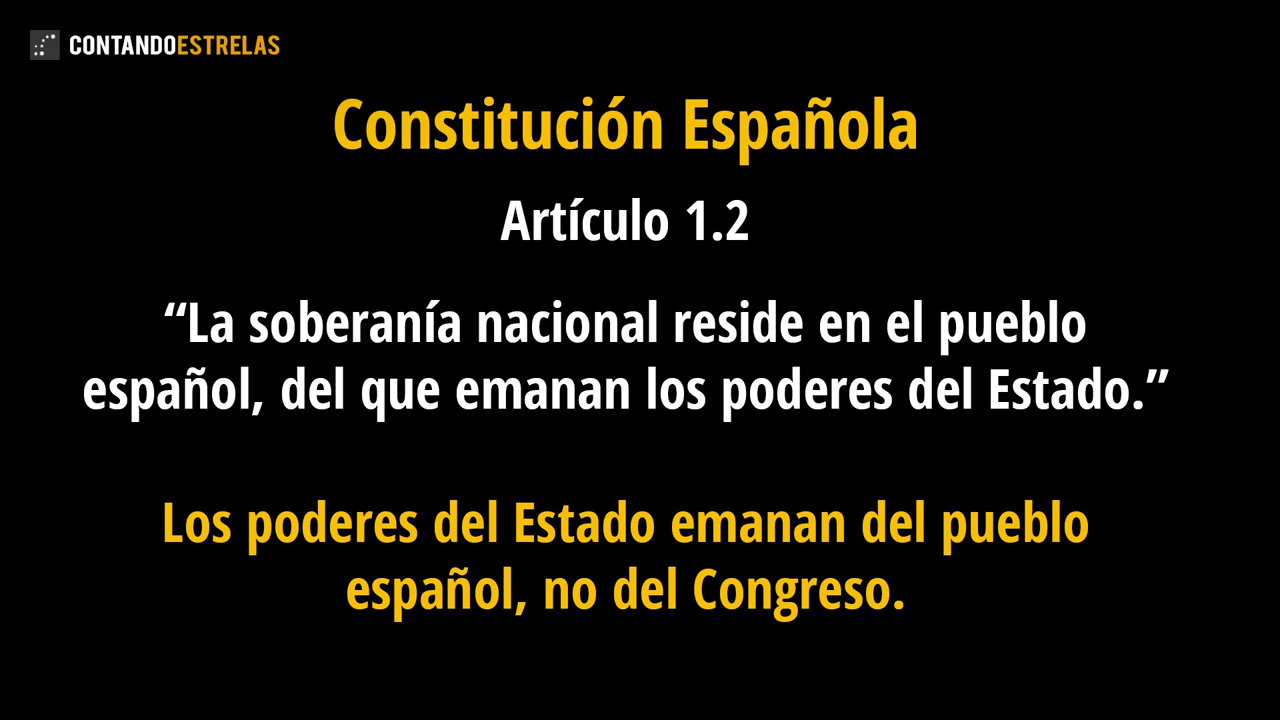 CONTANDOESTRELAS
Constitución Española
Artículo 1.2
“La soberanía nacional reside en el pueblo
español, del que emanan los poderes del Estado.”
Los poderes del Estado emanan del pueblo
español, no del Congreso.